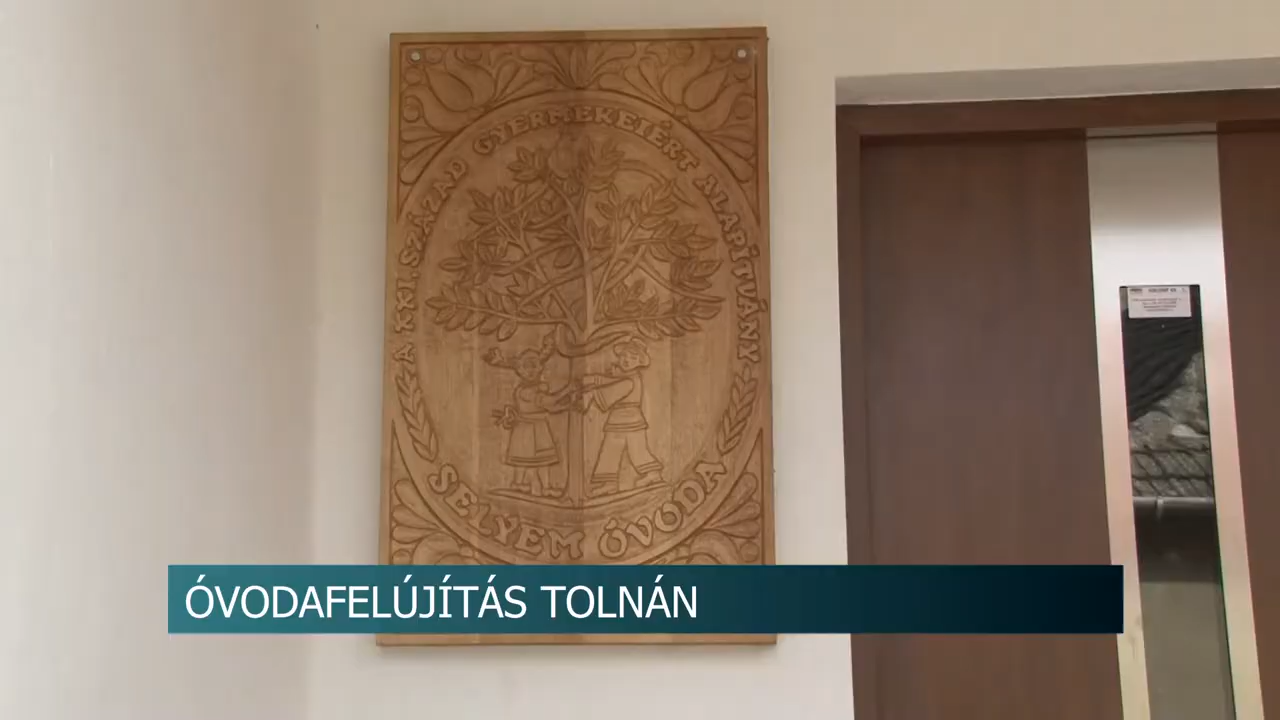 A XXI. SZÁZAD GYERMEKEIÉRT ALAPÍTVÁNY
SELYEM ÓVODA
ÓVODAFELÚJÍTÁS TOLNÁN